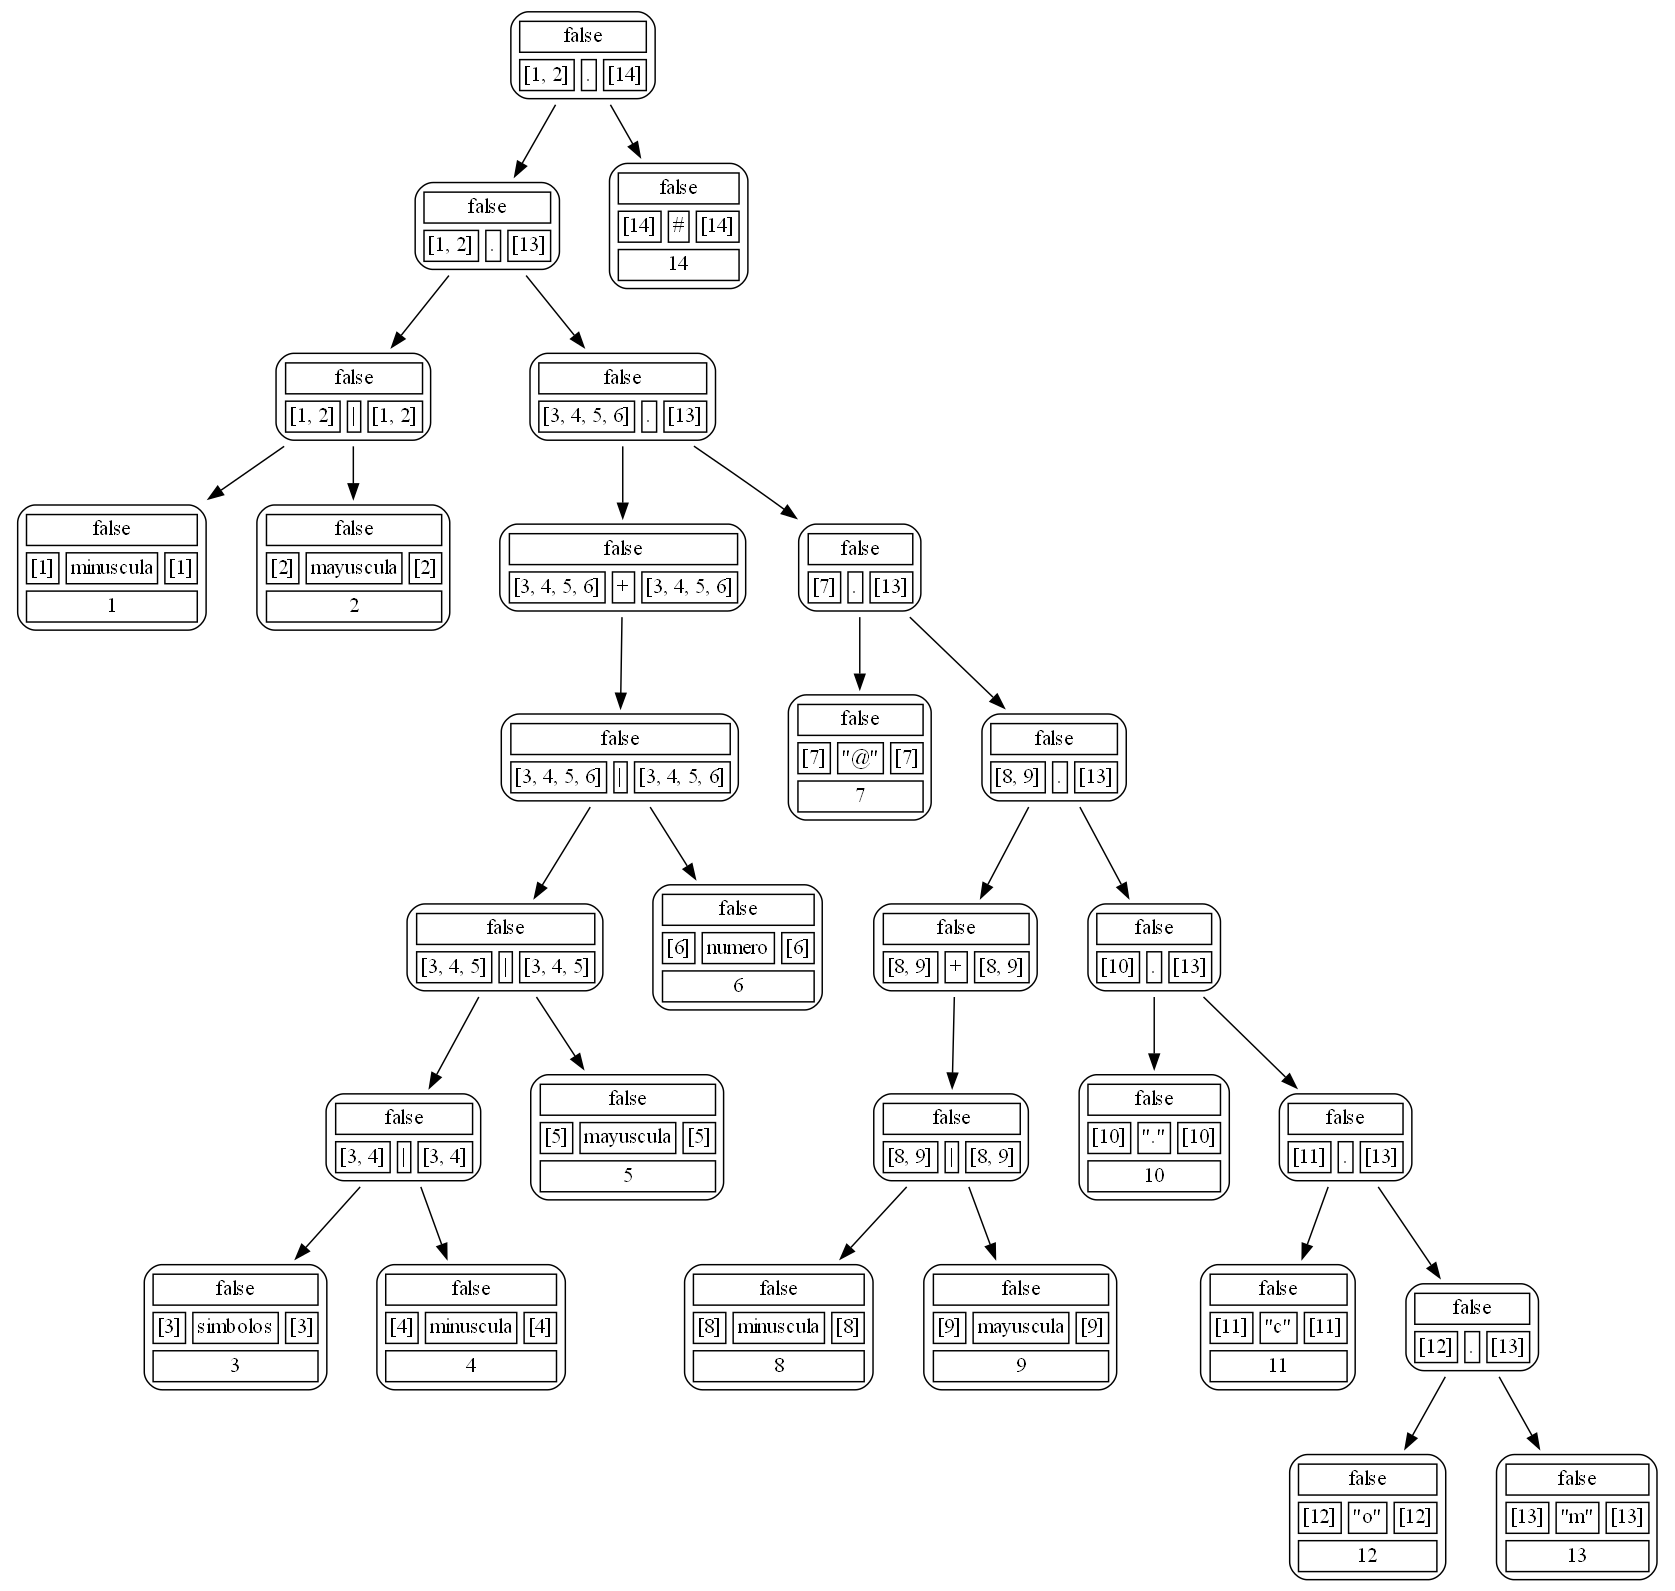 false
[1, 2] . [14]
false
[14] # [14]
14
false
[1, 2] . [13]
false
[1, 2] | [1, 2]
false
[3, 4, 5, 6] . [13]
false
[1] minuscula [1]
1
false
[2] mayuscula [2]
2
false
[3, 4, 5, 6] + [3, 4, 5, 6]
false
[7] . [13]
false
[3, 4, 5, 6] | [3, 4, 5, 6]
false
[7] "@" [7]
7
false
[8, 9] . [13]
false
[3, 4, 5] | [3, 4, 5]
false
[6] numero [6]
6
false
[8, 9] + [8, 9]
false
[10] . [13]
false
[3, 4] | [3, 4]
false
[5] mayuscula [5]
5
false
[8, 9] | [8, 9]
false
[10] "." [10]
10
false
[11] . [13]
false
[3] simbolos [3]
3
false
[4] minuscula [4]
4
false
[8] minuscula [8]
8
false
[9] mayuscula [9]
9
false
[11] "c" [11]
11
false
[12] . [13]
false
[12] "o" [12]
12
false
[13] "m" [13]
13